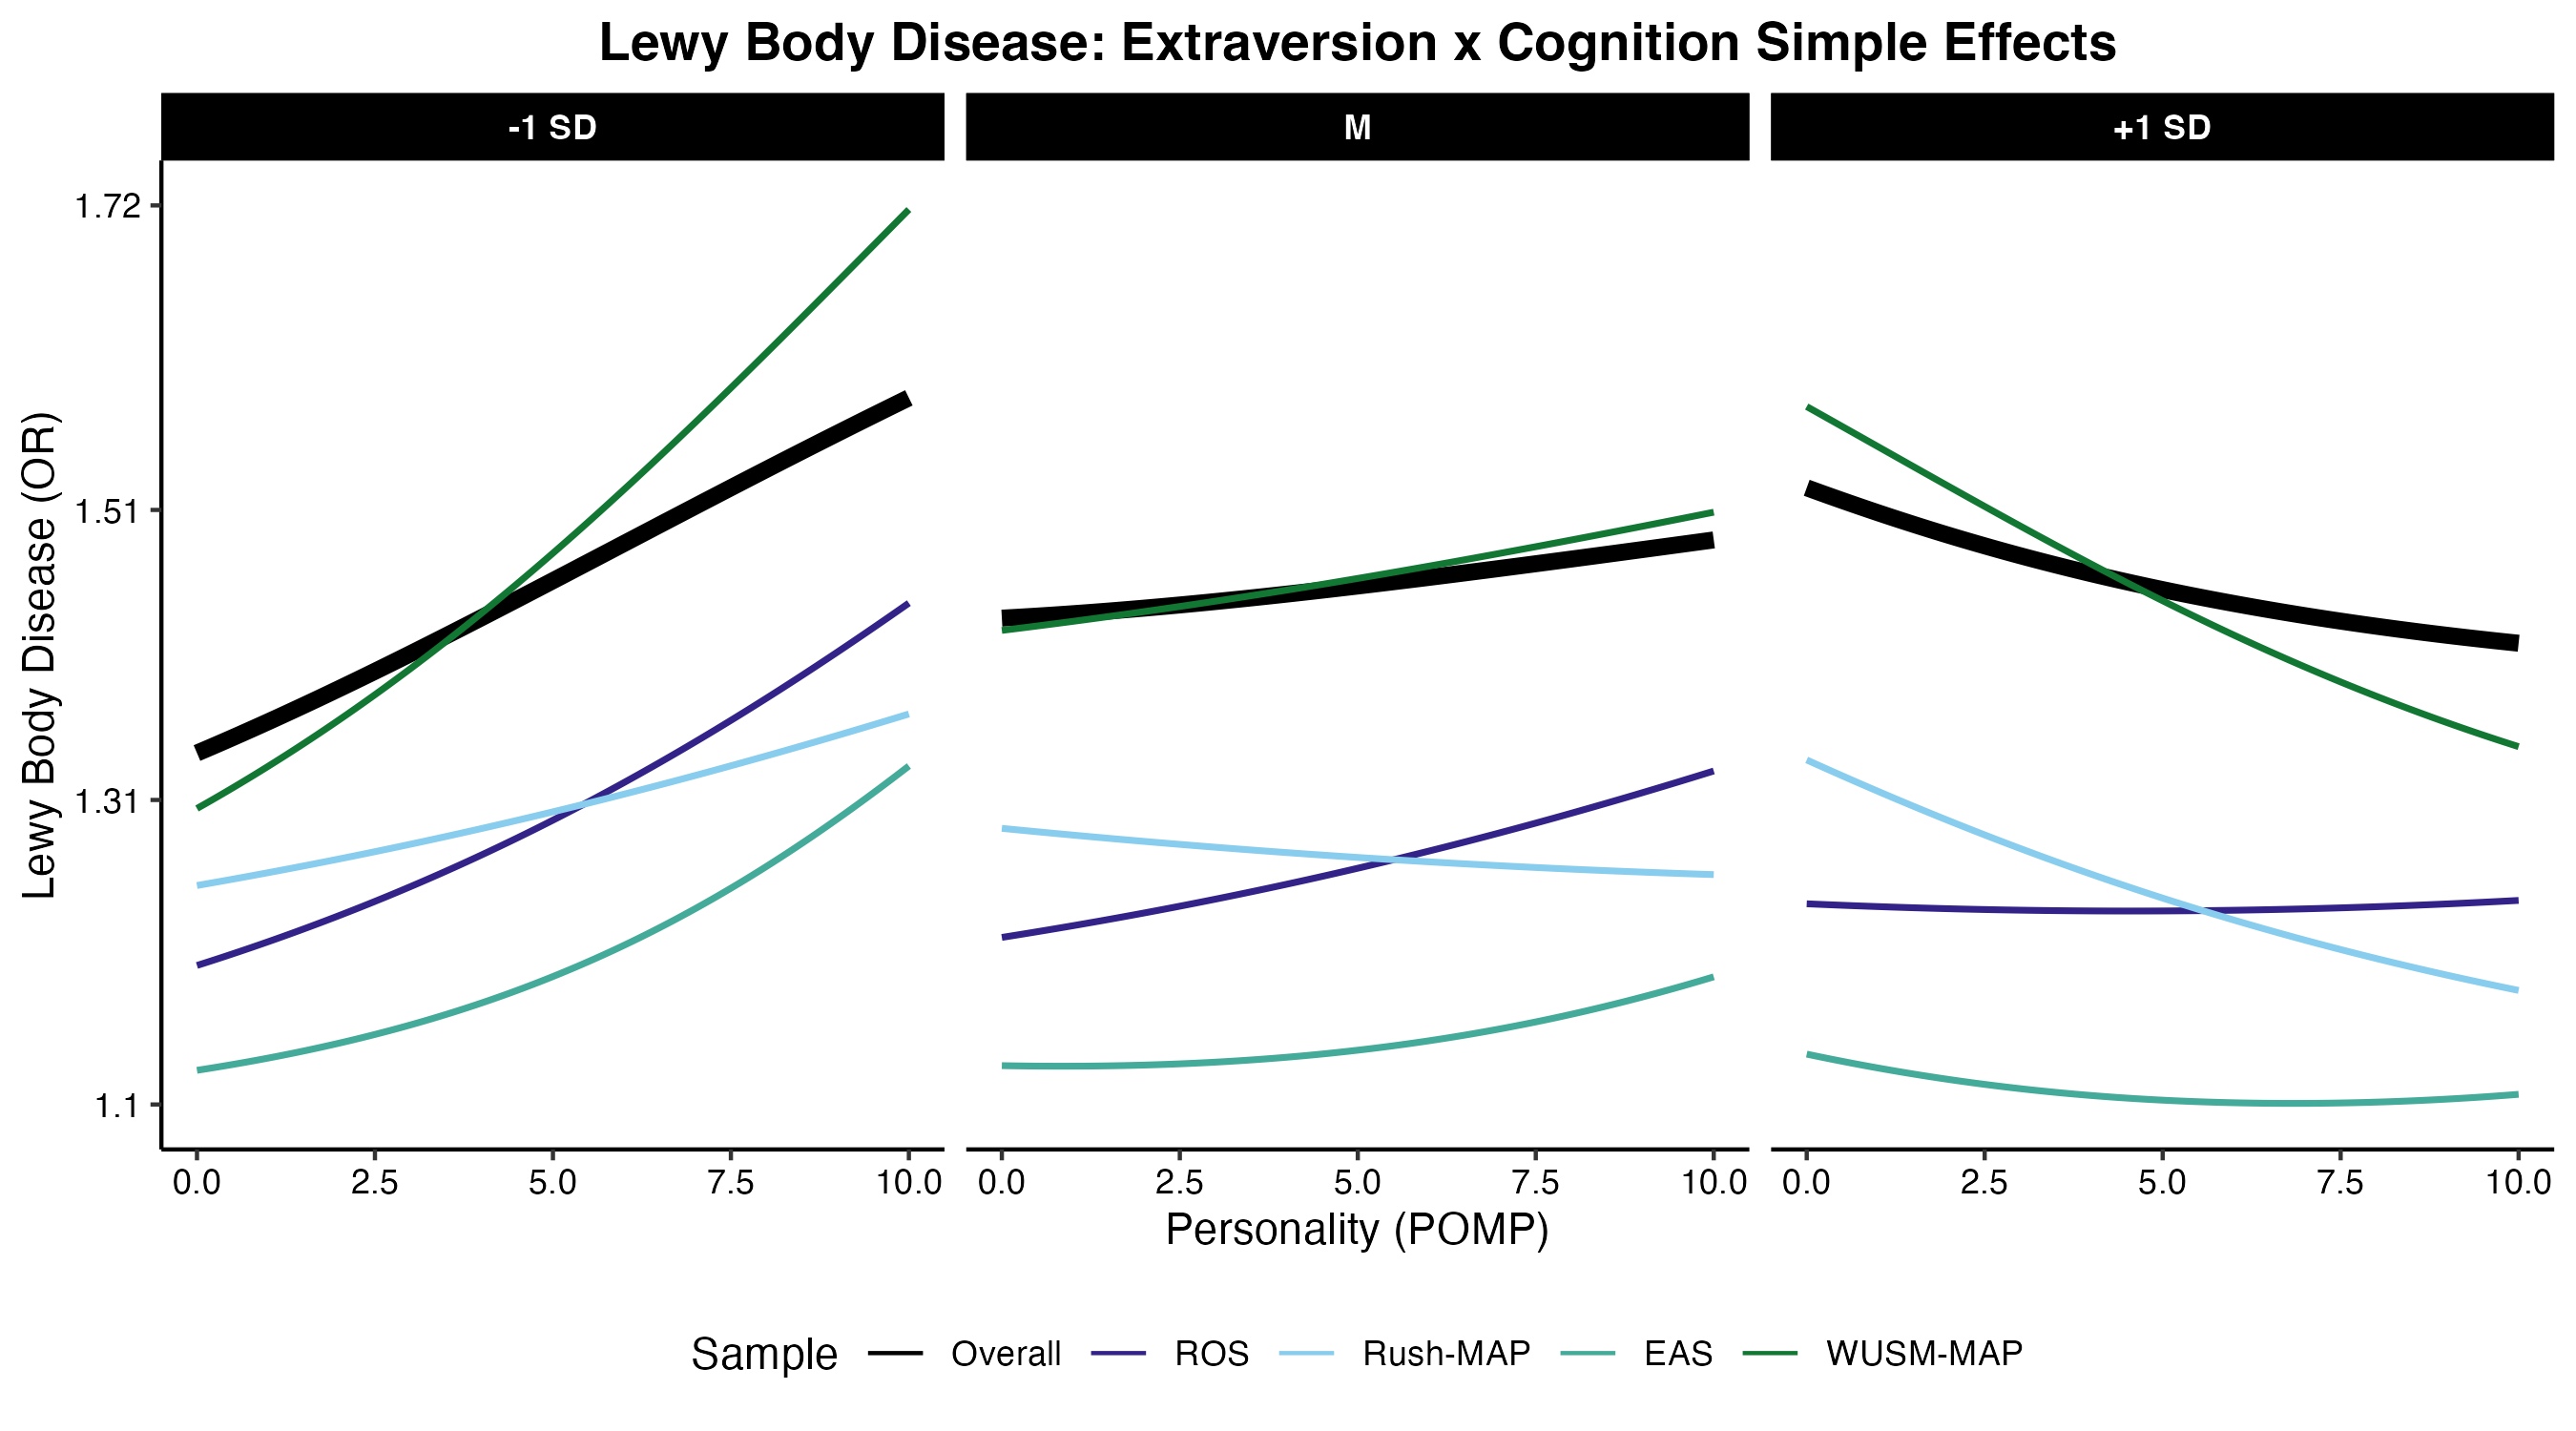 Lewy Body Disease: Extraversion x Cognition Simple Effects
-1 SD M +1 SD
Lewy Body Disease (OR)
1.72
1.51
1.31
1.1
0.0 2.5 5.0 7.5 10.0 0.0 2.5 5.0 7.5 10.0 0.0 2.5 5.0 7.5 10.0
Personality (POMP)
Sample Overall ROS Rush-MAP EAS WUSM-MAP